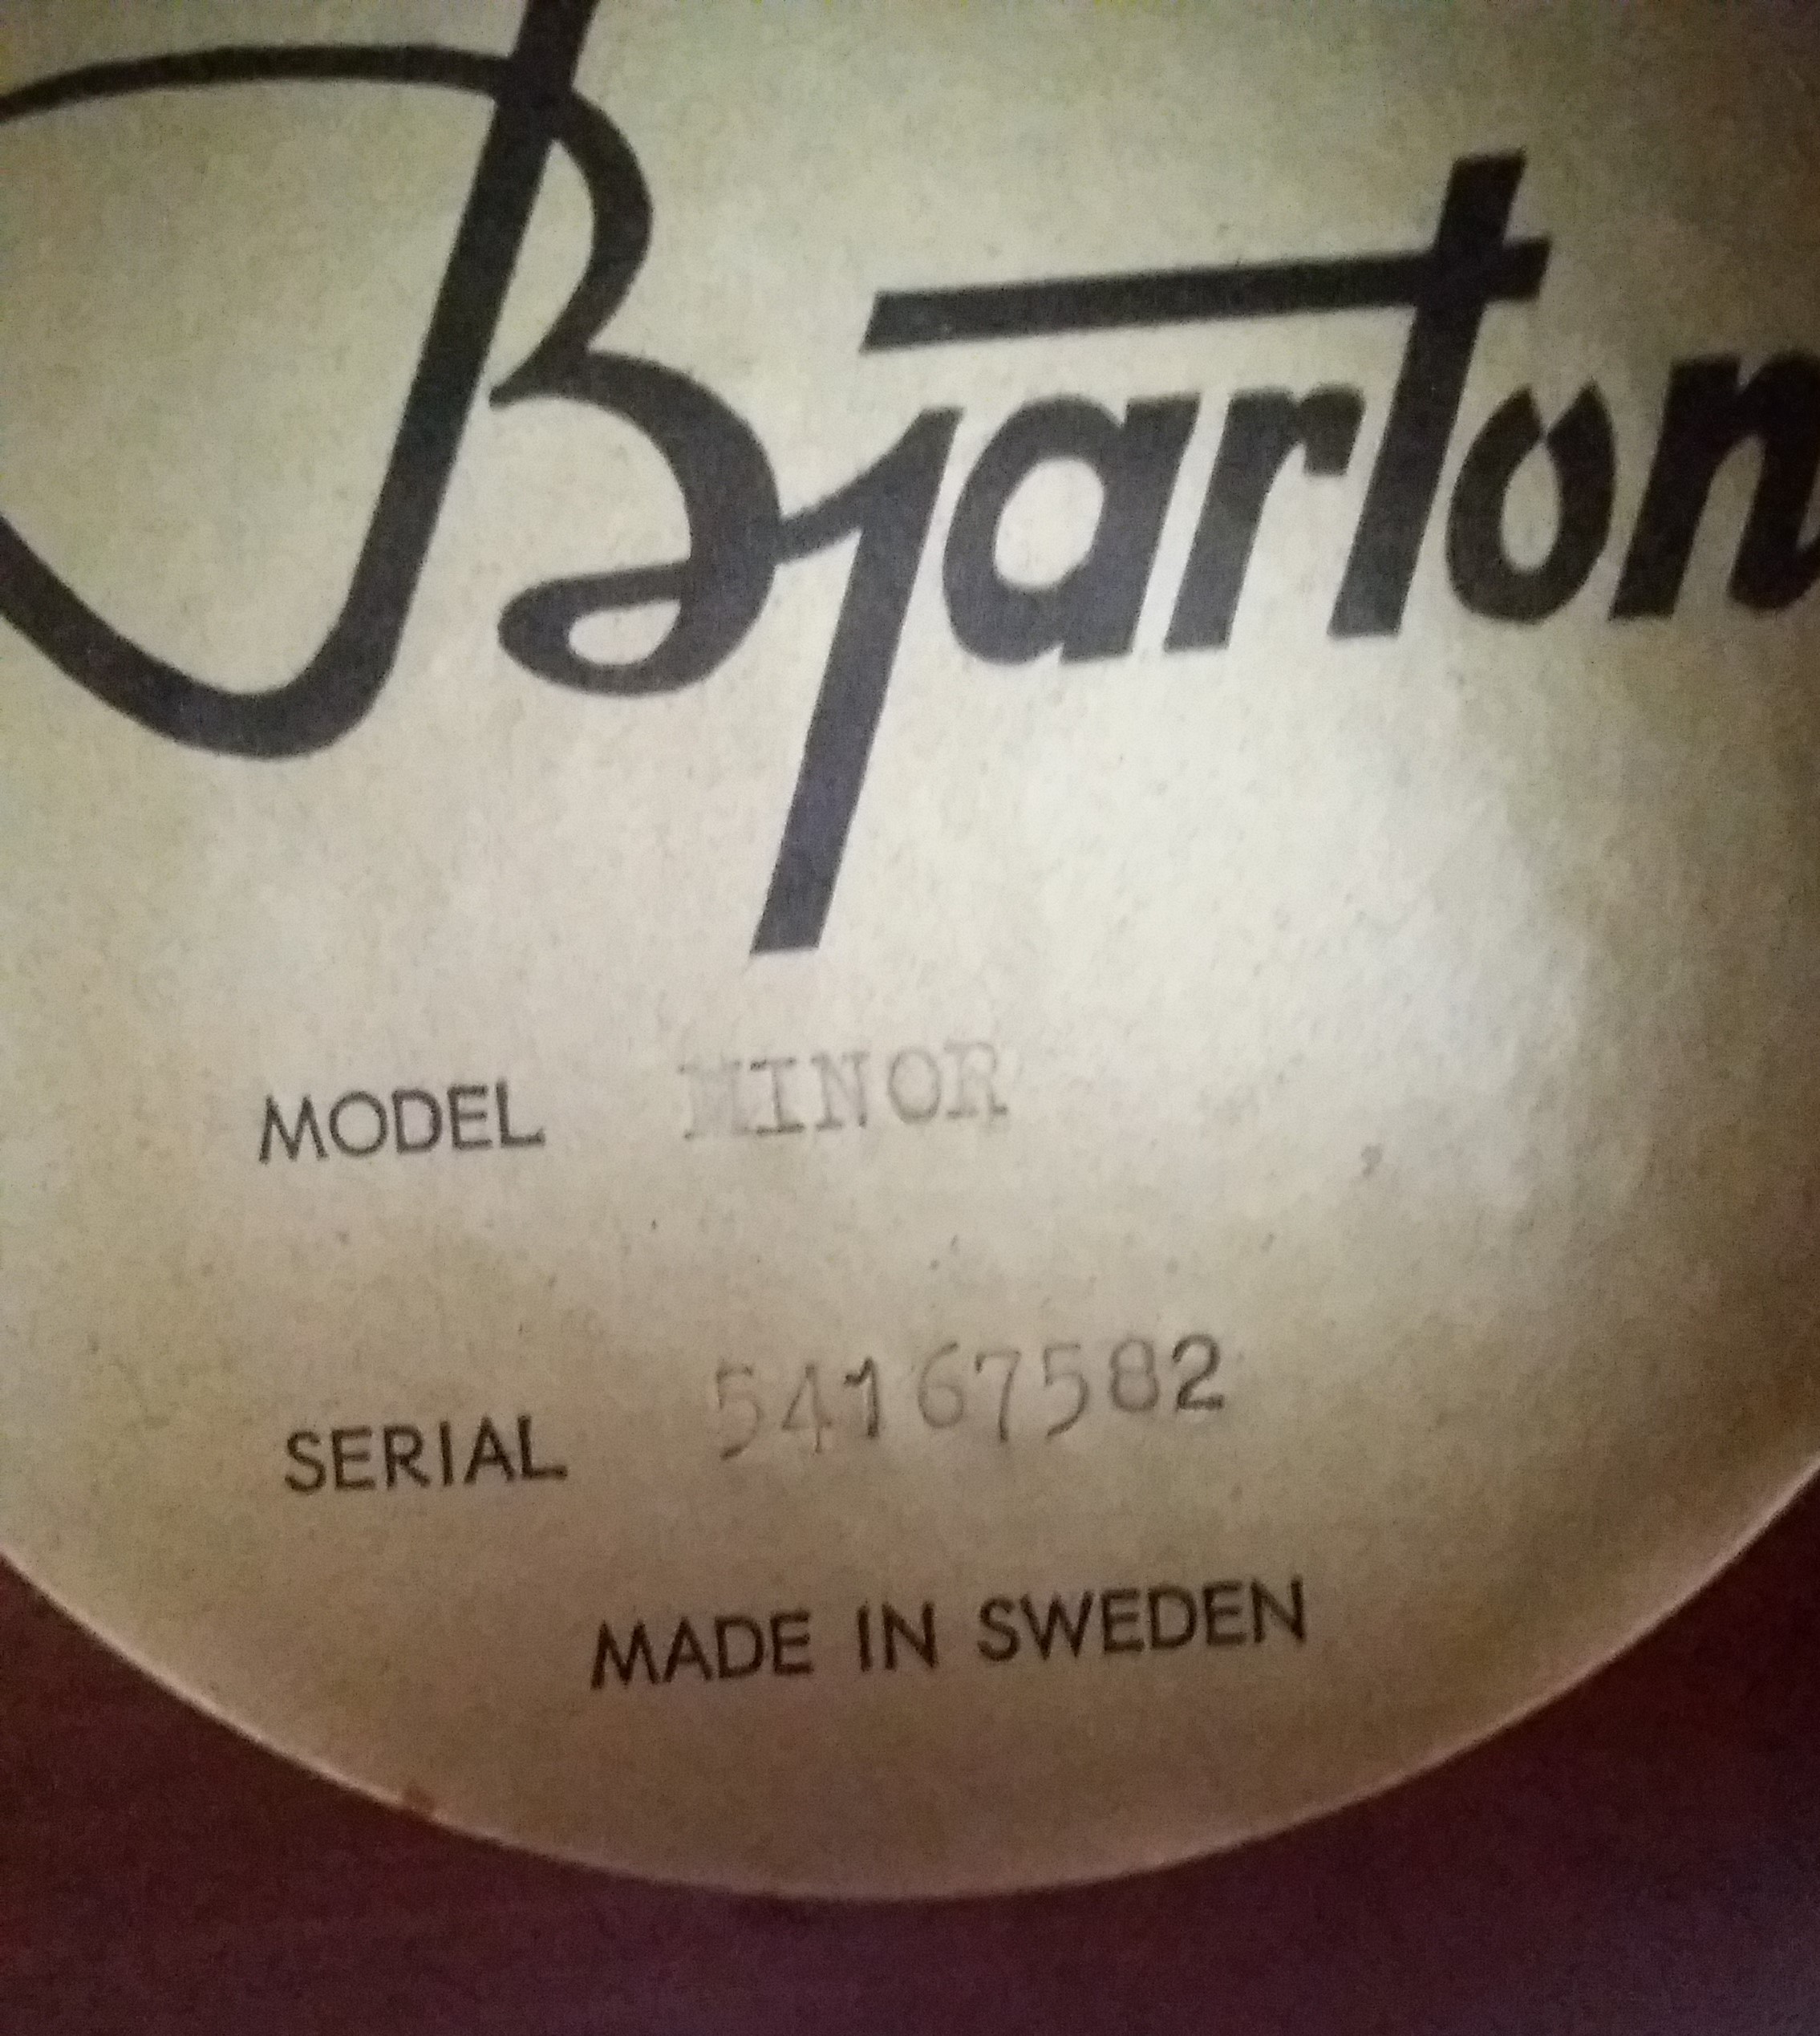 Bjarton
MODEL MINOR
SERIAL 54167582
MADE IN SWEDEN